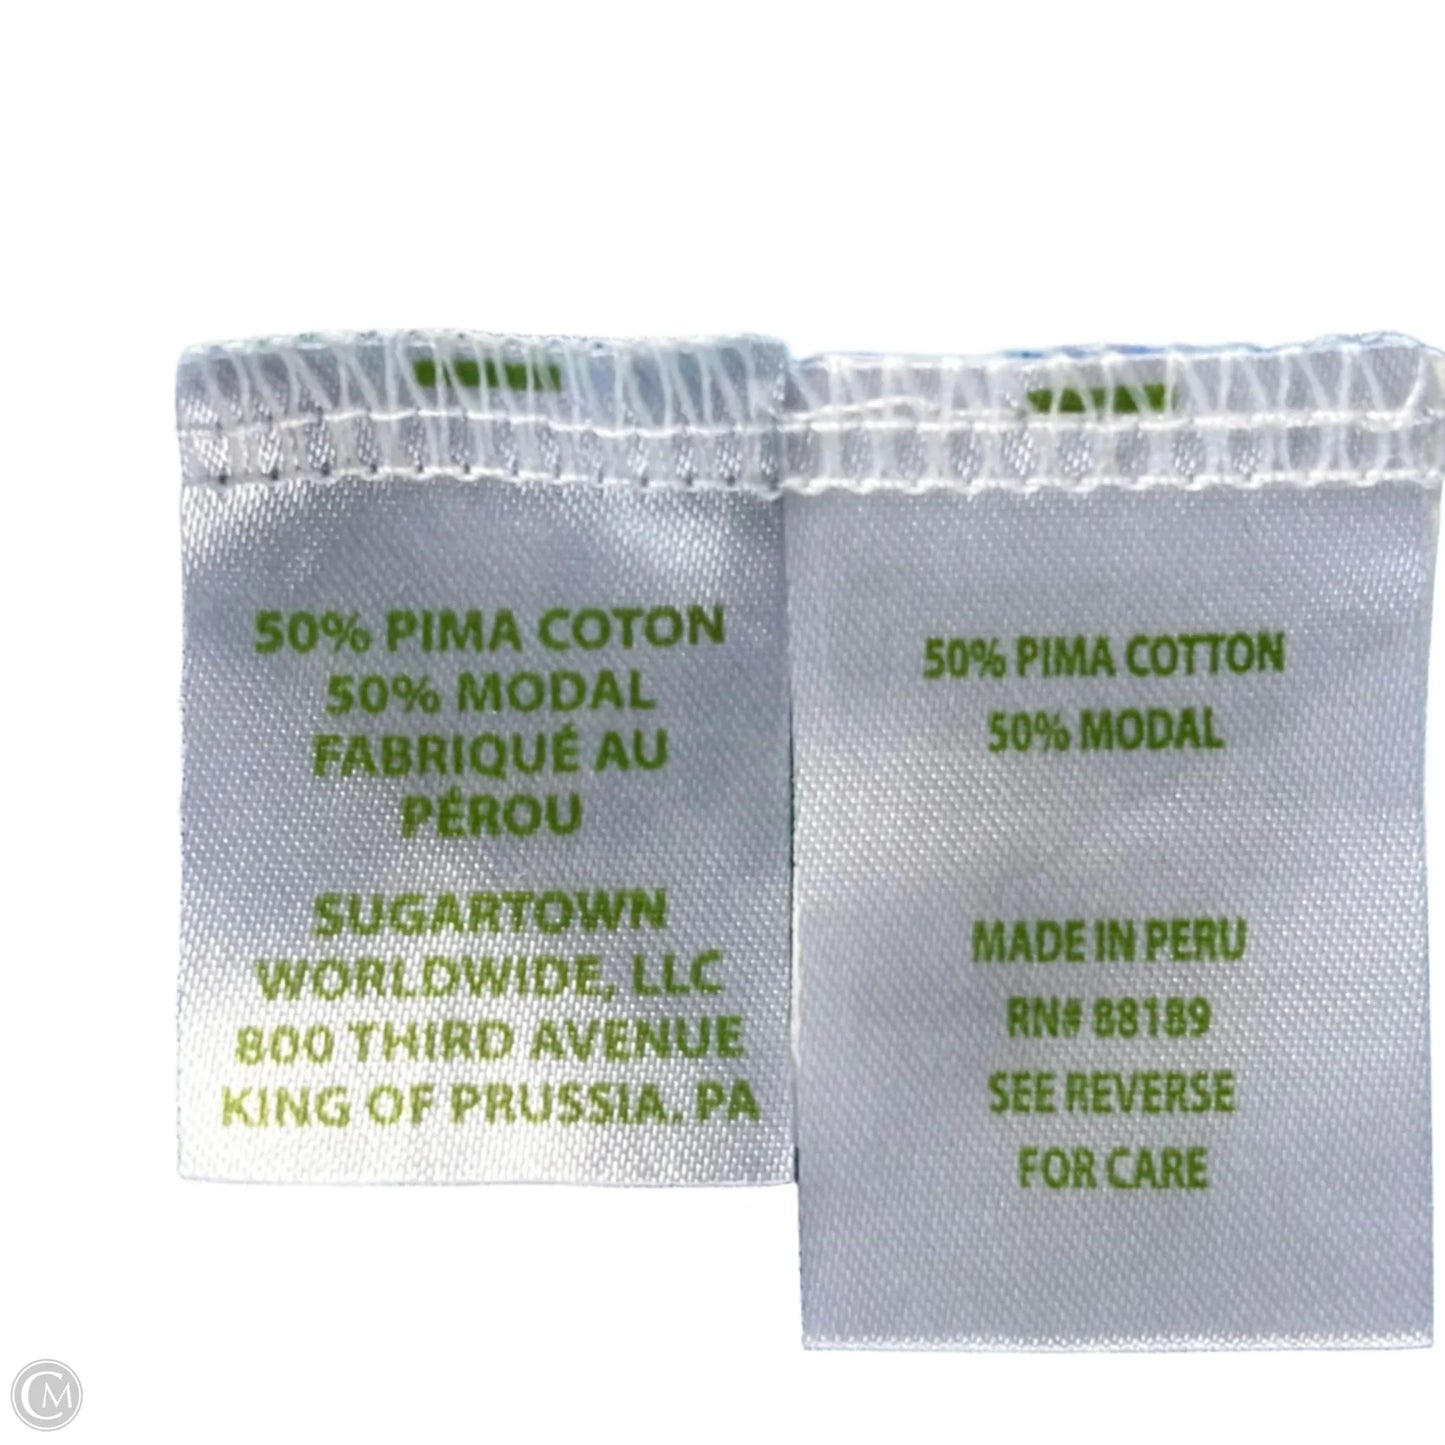 50% PIMA COTON
50% MODAL
FABRIQUÉ AU
PÉROU
SUGARTOWN
WORLDWIDE, LLC
800 THIRD AVENUE
KING OF PRUSSIA, PA
50% PIMA COTTON
50% MODAL
MADE IN PERU
RN# 88189
SEE REVERSE
FOR CARE
CM